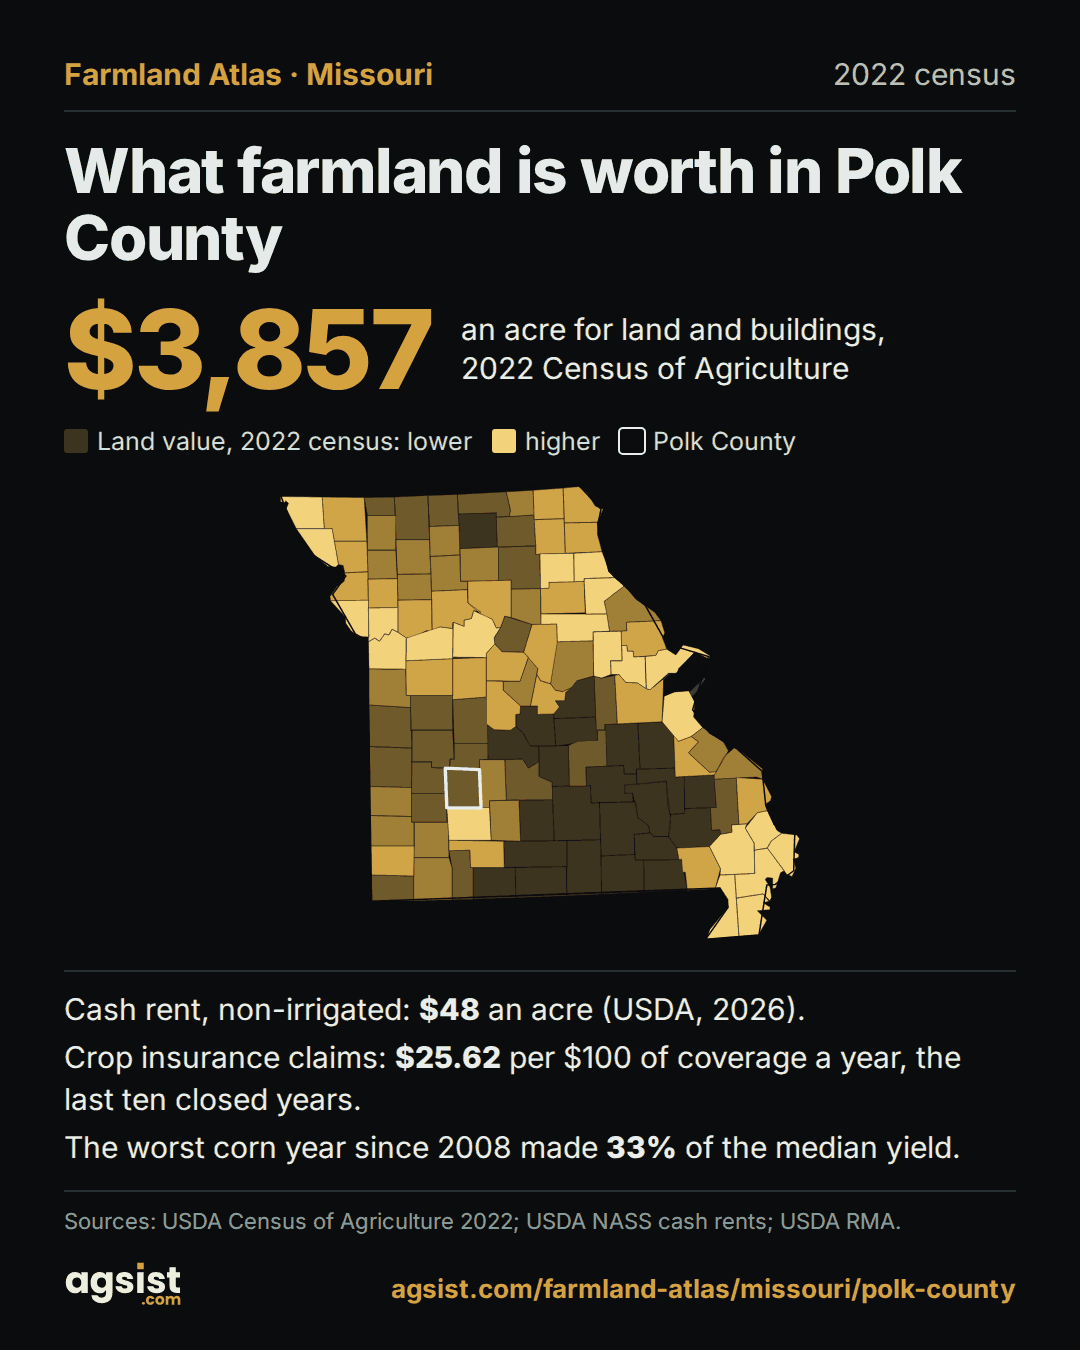 Farmland Atlas · Missouri
2022 census
What farmland is worth in Polk
County
$3,857
an acre for land and buildings,
2022 Census of Agriculture
Land value, 2022 census: lower
higher
Polk County
Cash rent, non-irrigated: $48 an acre (USDA, 2026).
Crop insurance claims: $25.62 per $100 of coverage a year, the
last ten closed years.
The worst corn year since 2008 made 33% of the median yield.
Sources: USDA Census of Agriculture 2022; USDA NASS cash rents; USDA RMA.
agsist
.com
agsist.com/farmland-atlas/missouri/polk-county